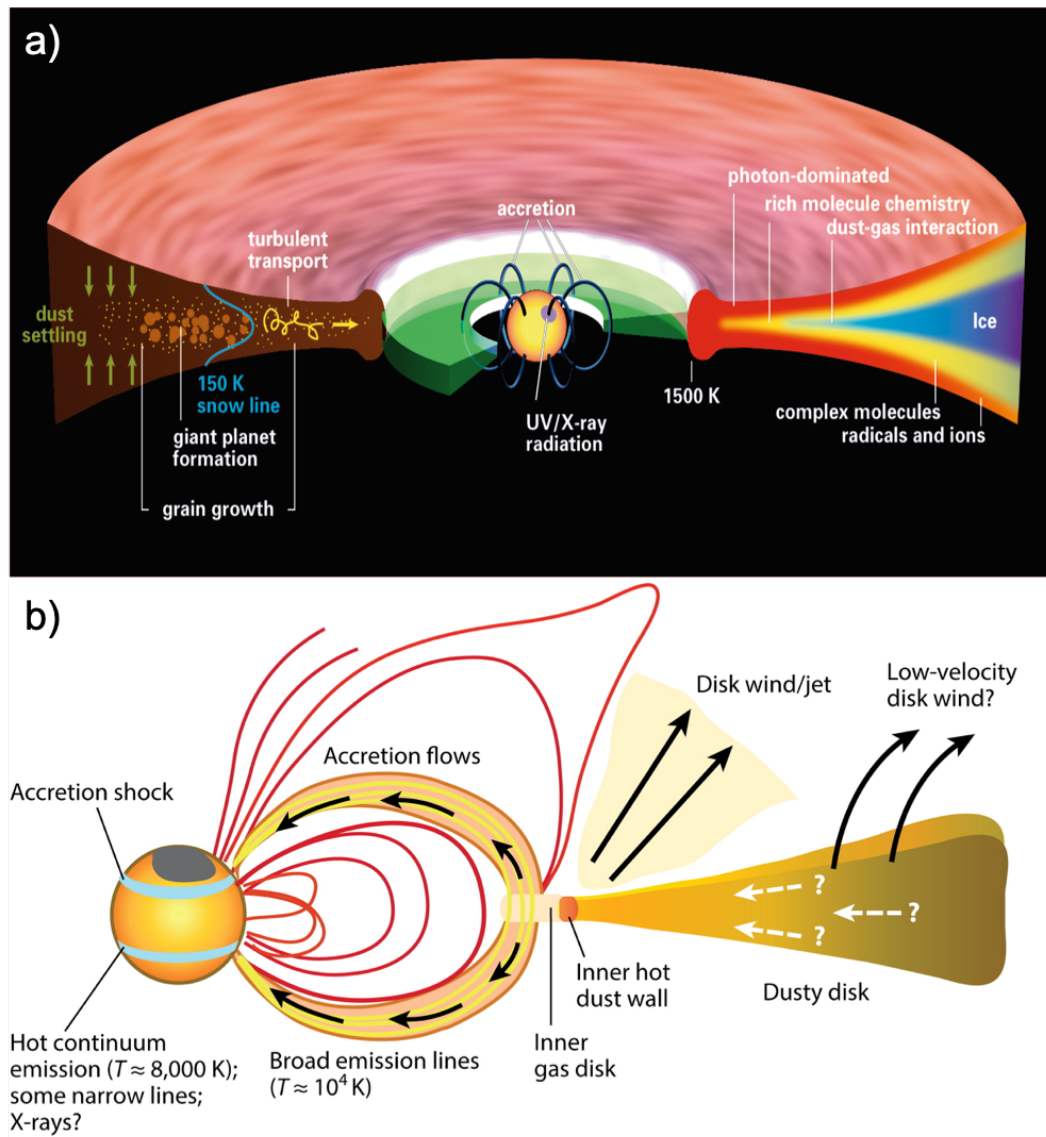 a)
accretion
photon-dominated
rich molecule chemistry
dust-gas interaction
turbulent
transport
dust
settling
Ice
150 K
snow line
1500 K
giant planet
formation
UV/X-ray
radiation
complex molecules
radicals and ions
grain growth
b)
Disk wind/jet
Low-velocity
disk wind?
Accretion flows
Accretion shock
?
?
?
Inner hot
dust wall
Dusty disk
Inner
gas disk
Hot continuum
emission (T ≈ 8,000 K);
some narrow lines;
X-rays?
Broad emission lines
(T ≈ 10⁴ K)